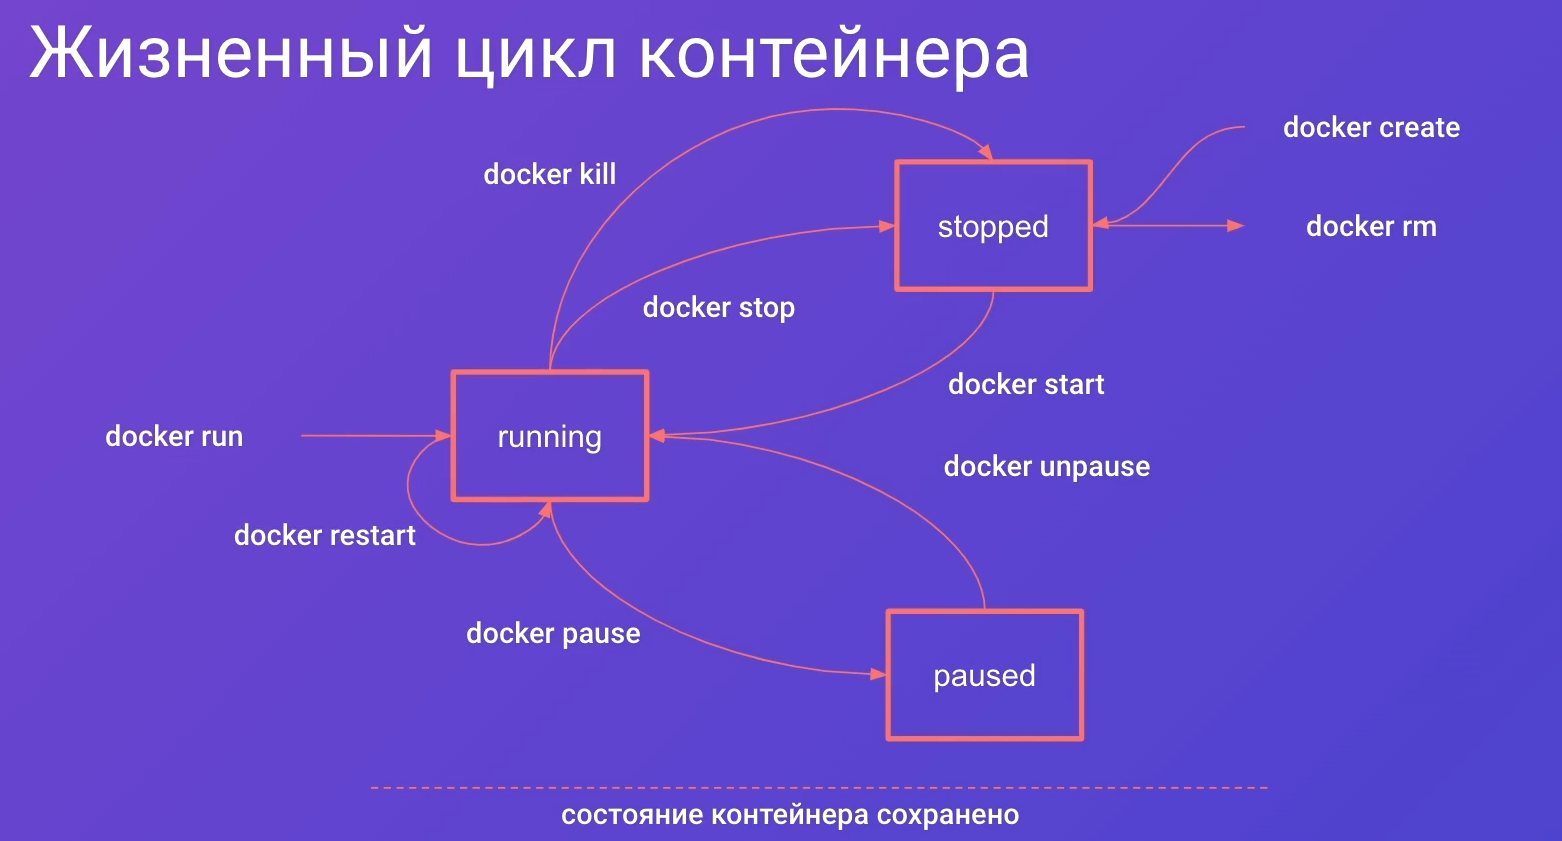 Жизненный цикл контейнера
docker create
docker kill
stopped
docker rm
docker stop
docker start
docker run
running
docker unpause
docker restart
docker pause
paused
состояние контейнера сохранено